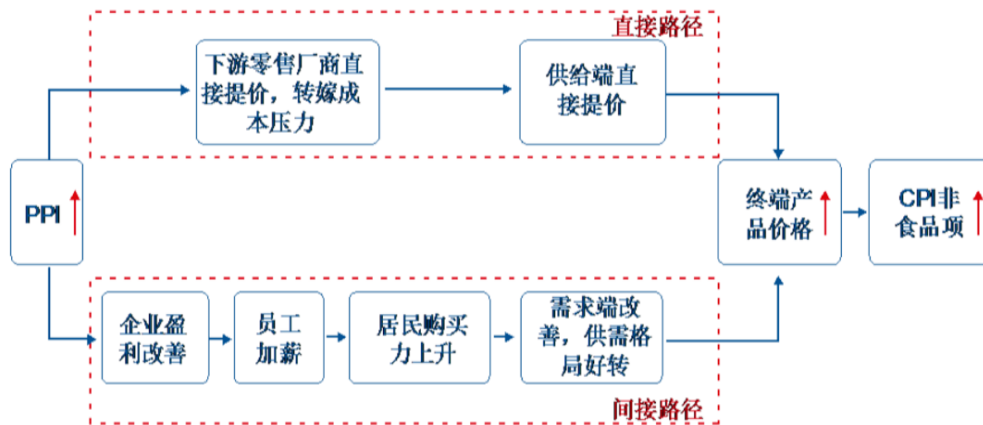 直接路径
下游零售厂商直
接提价，转嫁成
本压力
供给端直
接提价
PPI
终端产
品价格
CPI非
食品项
企业盈
利改善
员工
加薪
居民购买
力上升
需求端改
善，供需格
局好转
间接路径